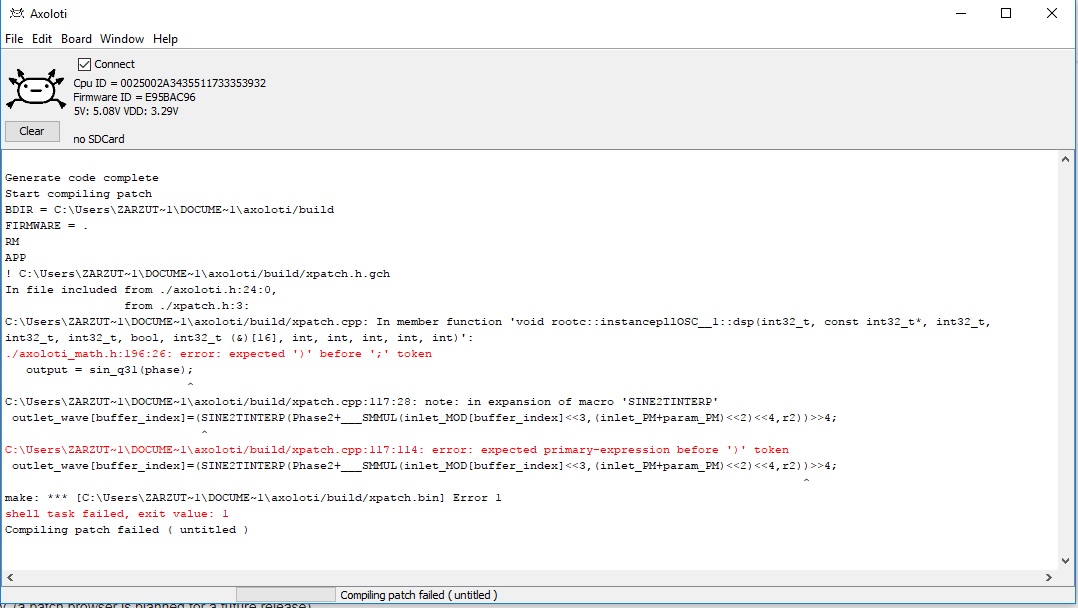 Axoloti
File Edit Board Window Help
Connect
Cpu ID = 0025002A3435511733353932
Firmware ID = E95BAC96
5V: 5.08V VDD: 3.29V
Clear
no SDCard
Generate code complete
Start compiling patch
BDIR = C:\Users\ZARZUT~1\DOCUME~1\axoloti/build
FIRMWARE = .
RM
APP
! C:\Users\ZARZUT~1\DOCUME~1\axoloti/build/xpatch.h.gch
In file included from ./axoloti.h:24:0,
from ./xpatch.h:3:
C:\Users\ZARZUT~1\DOCUME~1\axoloti/build/xpatch.cpp: In member function 'void rootc::instancepllOSC__1::dsp(int32_t, const int32_t*, int32_t,
int32_t, int32_t, bool, int32_t (&)[16], int, int, int, int, int)':
./axoloti_math.h:196:26: error: expected ')' before ';' token
output = sin_q31(phase);
^
C:\Users\ZARZUT~1\DOCUME~1\axoloti/build/xpatch.cpp:117:28: note: in expansion of macro 'SINE2TINTERP'
outlet_wave[buffer_index]=(SINE2TINTERP(Phase2+___SMMUL(inlet_MOD[buffer_index]<<3,(inlet_PM+param_PM)<<2)<<4,r2))>>4;
^
C:\Users\ZARZUT~1\DOCUME~1\axoloti/build/xpatch.cpp:117:114: error: expected primary-expression before ')' token
outlet_wave[buffer_index]=(SINE2TINTERP(Phase2+___SMMUL(inlet_MOD[buffer_index]<<3,(inlet_PM+param_PM)<<2)<<4,r2))>>4;
^
make: *** [C:\Users\ZARZUT~1\DOCUME~1\axoloti/build/xpatch.bin] Error 1
shell task failed, exit value: 1
Compiling patch failed ( untitled )
Compiling patch failed ( untitled )
(a patch browser is planned for a future release)